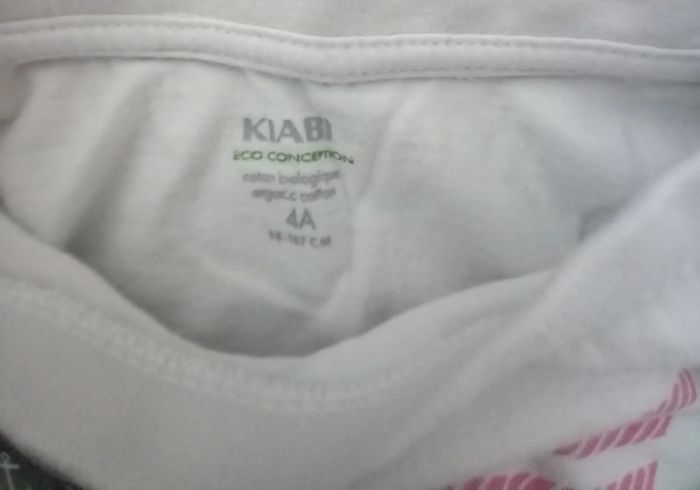 KIABI
ECO CONCEPTION
coton biologique
organic cotton
4A
98-107 CM